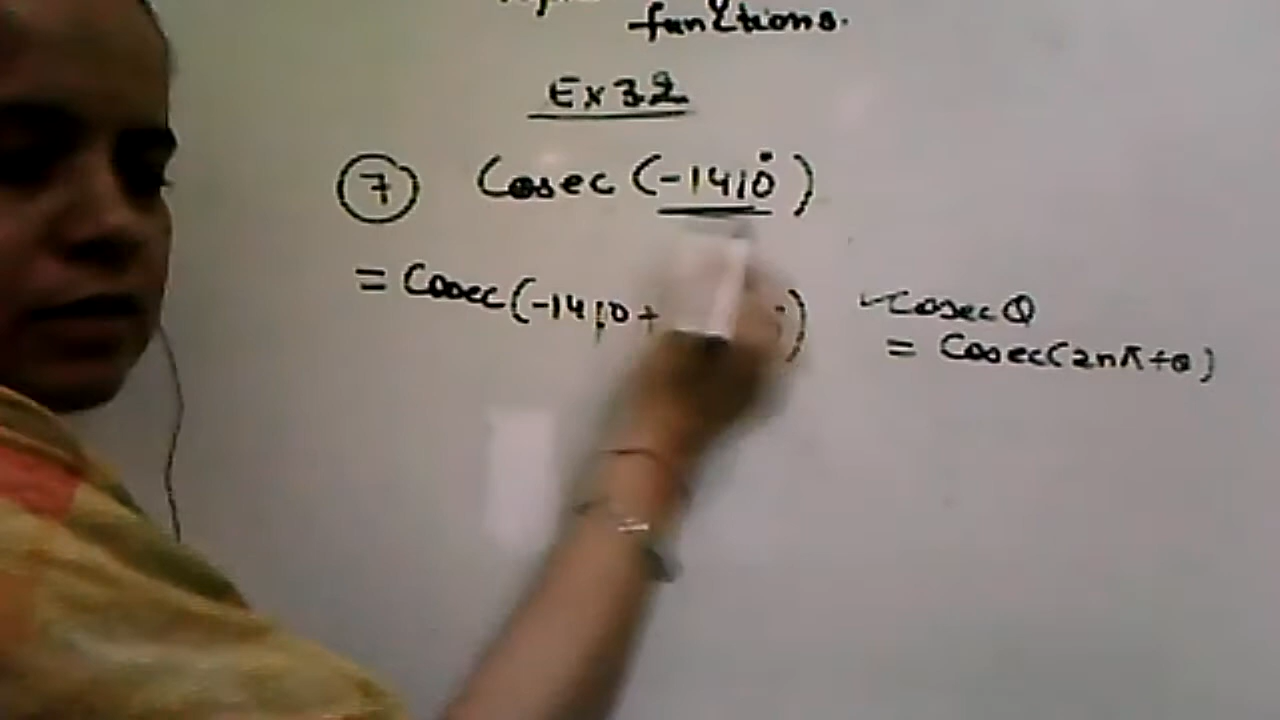 functions.
Ex 3.2
7 Cosec (-1410°)
= Cosec (-1410 + )
Cosec θ
= Cosec (2nπ+θ)